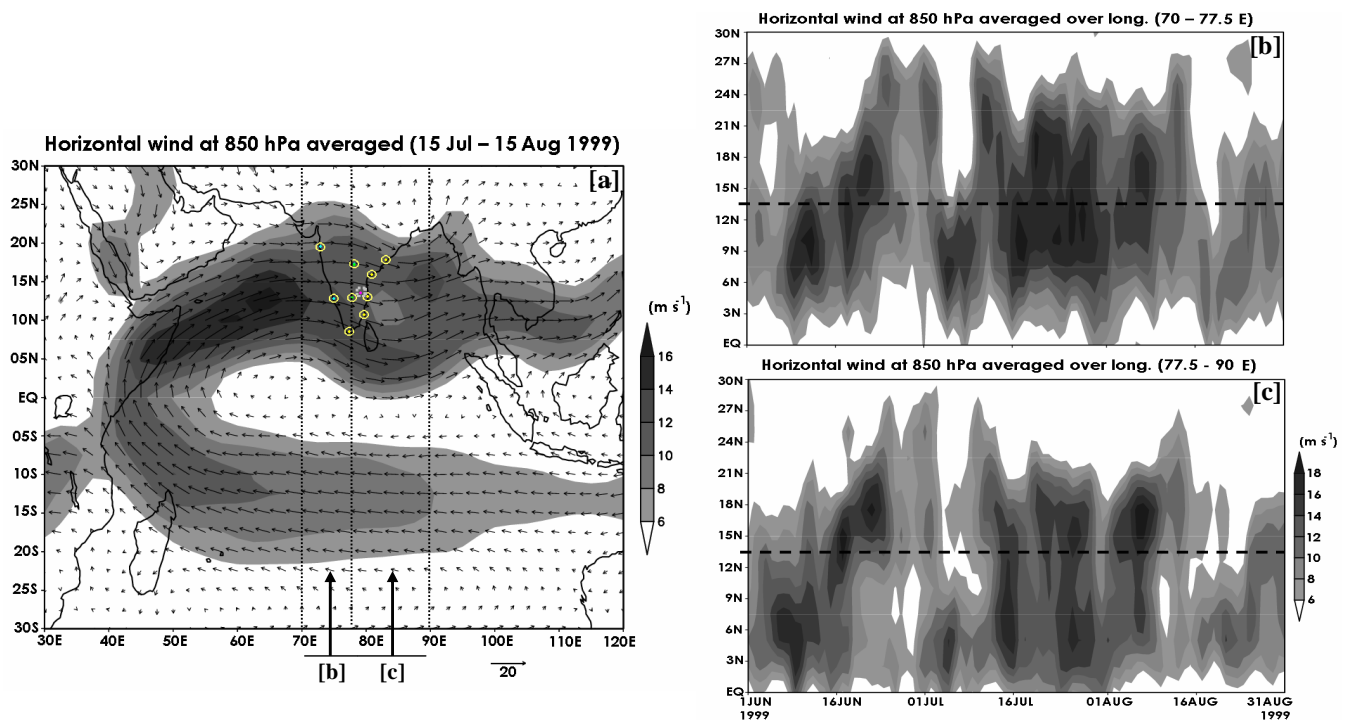 Horizontal wind at 850 hPa averaged (15 Jul – 15 Aug 1999)
[a]
30N
25N
20N
15N
10N
05N
EQ
05S
10S
15S
20S
25S
30S
30E 40E 50E 60E 70E 80E 90E 100E 110E 120E
[b] [c]
20
(m s-1)
16
14
12
10
8
6
Horizontal wind at 850 hPa averaged over long. (70 – 77.5 E)
[b]
30N
27N
24N
21N
18N
15N
12N
9N
6N
3N
EQ
Horizontal wind at 850 hPa averaged over long. (77.5 - 90 E)
[c]
30N
27N
24N
21N
18N
15N
12N
9N
6N
3N
EQ
1JUN 16JUN 01JUL 16JUL 01AUG 16AUG 31AUG
1999 1999
(m s-1)
18
16
14
12
10
8
6